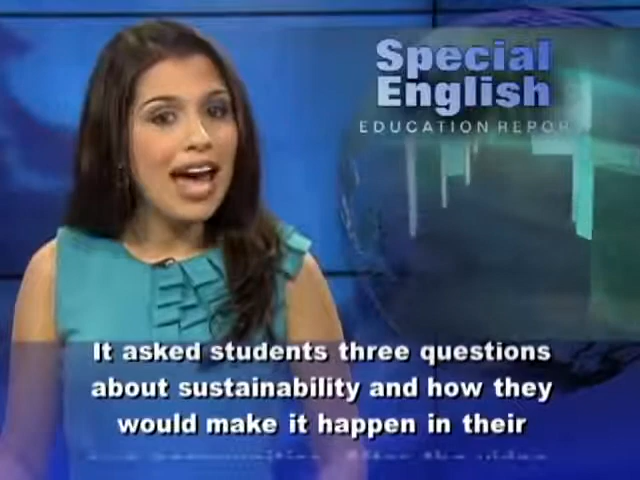 Special
English
EDUCATION REPORT
It asked students three questions
about sustainability and how they
would make it happen in their